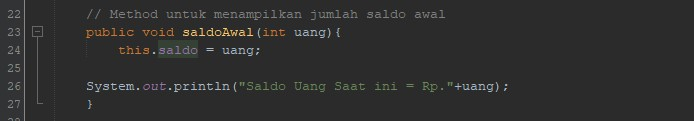 22 // Method untuk menampilkan jumlah saldo awal
23 public void saldoAwal(int uang){
24 this.saldo = uang;
25
26 System.out.println("Saldo Uang Saat ini = Rp."+uang);
27 }